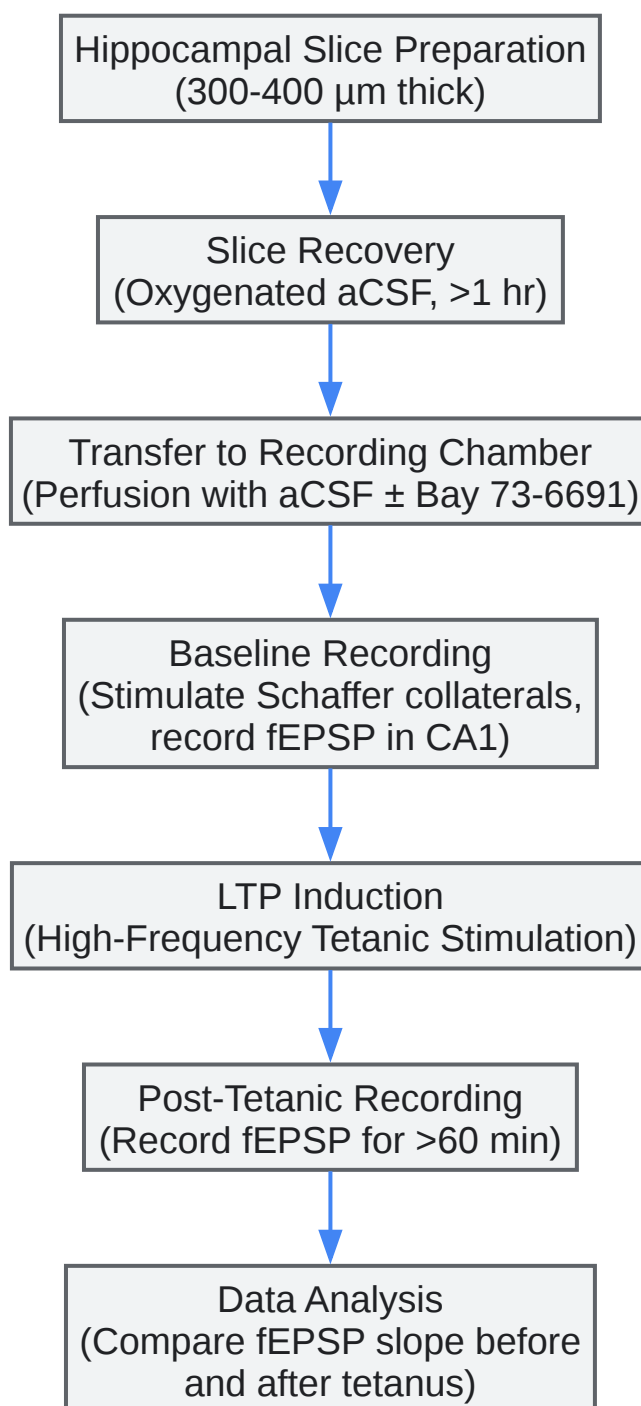 Hippocampal Slice Preparation
(300-400 µm thick)
Slice Recovery
(Oxygenated aCSF, >1 hr)
Transfer to Recording Chamber
(Perfusion with aCSF ± Bay 73-6691)
Baseline Recording
(Stimulate Schaffer collaterals,
record fEPSP in CA1)
LTP Induction
(High-Frequency Tetanic Stimulation)
Post-Tetanic Recording
(Record fEPSP for >60 min)
Data Analysis
(Compare fEPSP slope before
and after tetanus)